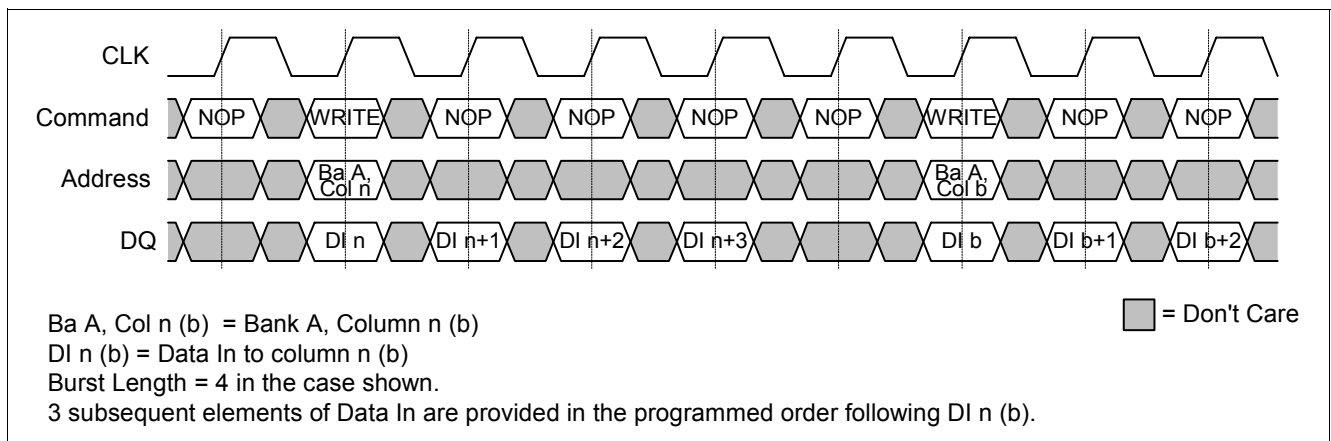 CLK
Command NOP WRITE NOP NOP NOP NOP WRITE NOP NOP
Address Ba A, Col n Ba A, Col b
DQ DI n DI n+1 DI n+2 DI n+3 DI b DI b+1 DI b+2
Ba A, Col n (b) = Bank A, Column n (b)
= Don't Care
DI n (b) = Data In to column n (b)
Burst Length = 4 in the case shown.
3 subsequent elements of Data In are provided in the programmed order following DI n (b).